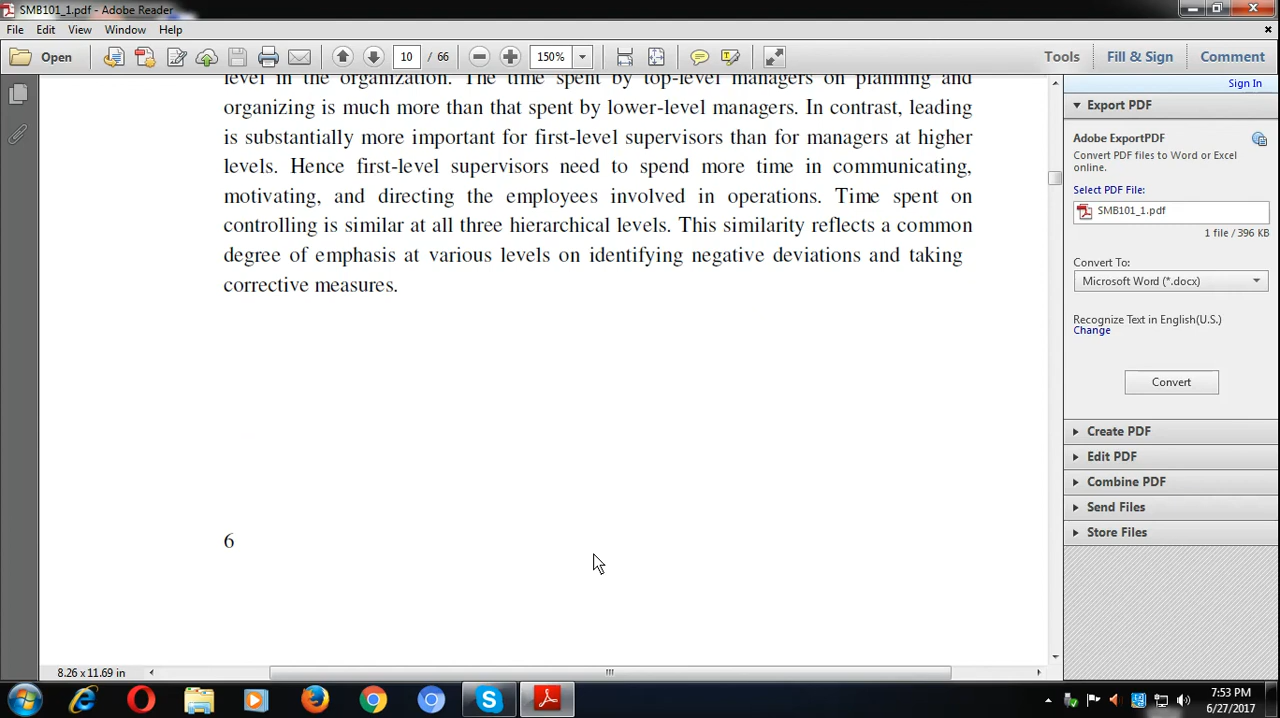 SMB101_1.pdf - Adobe Reader
File Edit View Window Help
Open 10 / 66 150% Tools Fill & Sign Comment
level in the organization. The time spent by top-level managers on planning and
organizing is much more than that spent by lower-level managers. In contrast, leading
is substantially more important for first-level supervisors than for managers at higher
levels. Hence first-level supervisors need to spend more time in communicating,
motivating, and directing the employees involved in operations. Time spent on
controlling is similar at all three hierarchical levels. This similarity reflects a common
degree of emphasis at various levels on identifying negative deviations and taking
corrective measures.
6
8.26 x 11.69 in
Sign In
Export PDF
Adobe ExportPDF
Convert PDF files to Word or Excel
online.
Select PDF File:
SMB101_1.pdf
1 file / 396 KB
Convert To:
Microsoft Word (*.docx)
Recognize Text in English(U.S.)
Change
Convert
Create PDF
Edit PDF
Combine PDF
Send Files
Store Files
7:53 PM
6/27/2017